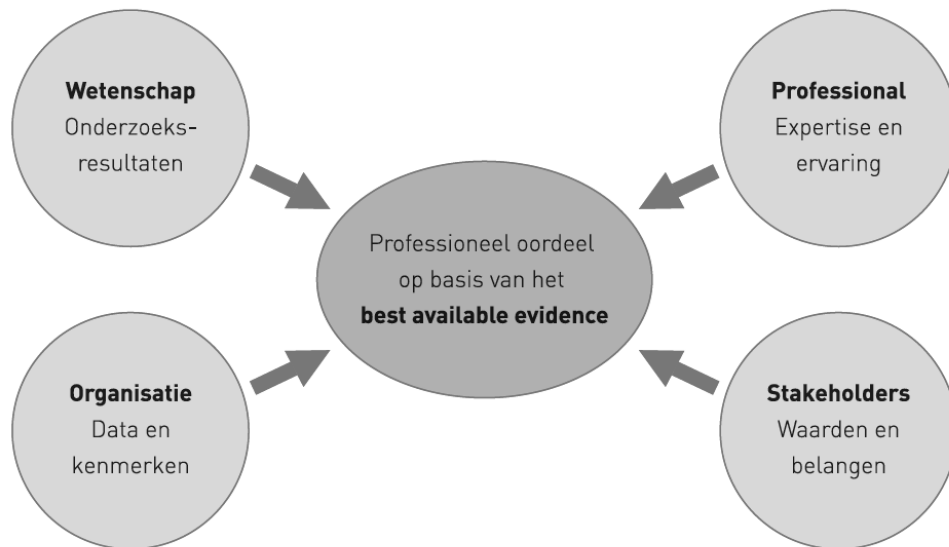 Wetenschap
Onderzoeks-
resultaten
Professional
Expertise en
ervaring
Professioneel oordeel
op basis van het
best available evidence
Organisatie
Data en
kenmerken
Stakeholders
Waarden en
belangen